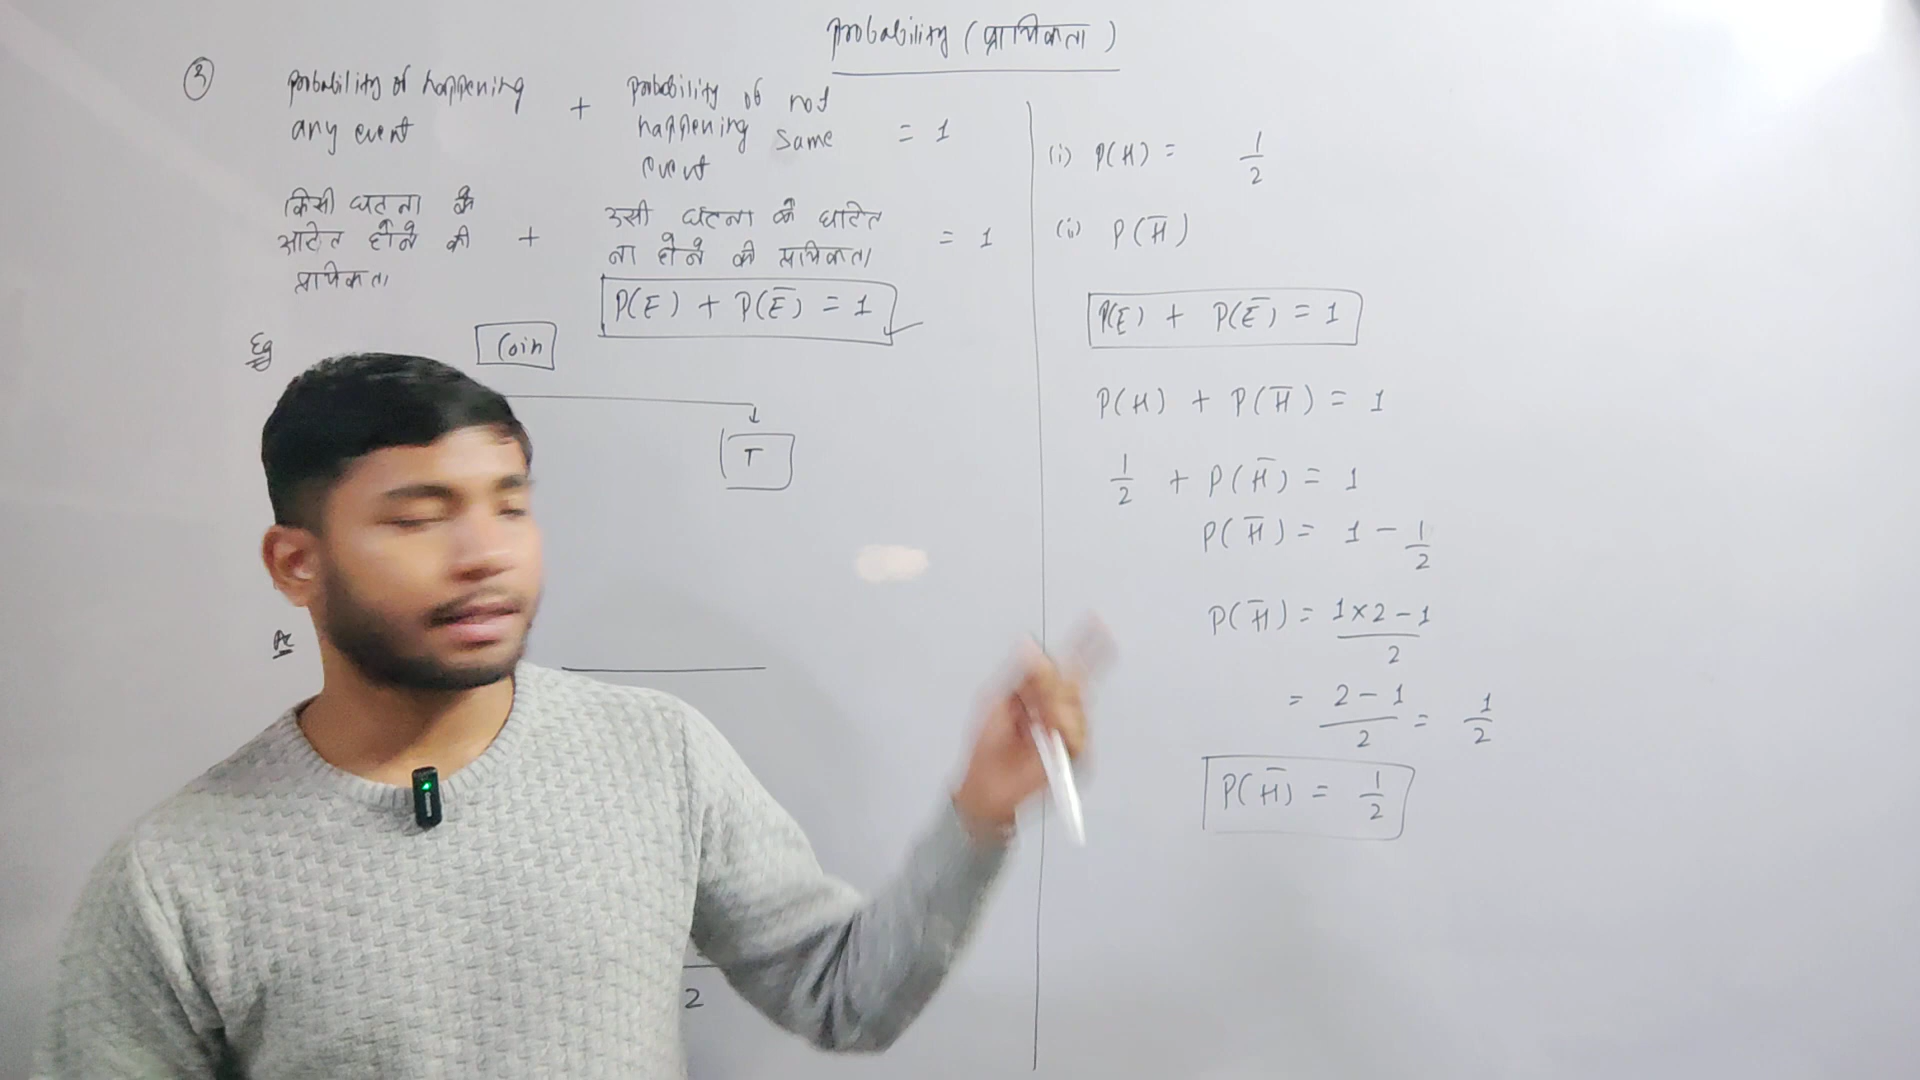 Probability (प्रायिकता)
③ Probability of happening any event + Probability of not happening same event = 1
किसी घटना के घटित होने की प्रायिकता + उसी घटना के घटित ना होने की प्रायिकता = 1
P(E) + P(E̅) = 1
Eg
Coin
T
2
(i) P(H) = 1/2
(ii) P(H̅)
P(E) + P(E̅) = 1
P(H) + P(H̅) = 1
1/2 + P(H̅) = 1
P(H̅) = 1 - 1/2
P(H̅) = 1×2-1/2
= 2-1/2 = 1/2
P(H̅) = 1/2